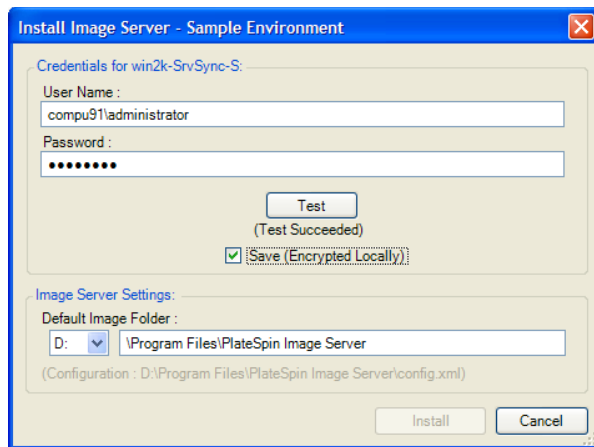 Install Image Server - Sample Environment
Credentials for win2k-SrvSync-S:
User Name :
compu91\administrator
Password :
●●●●●●●●
Test
(Test Succeeded)
Save (Encrypted Locally)
Image Server Settings:
Default Image Folder :
D: \Program Files\PlateSpin Image Server
(Configuration : D:\Program Files\PlateSpin Image Server\config.xml)
Install Cancel